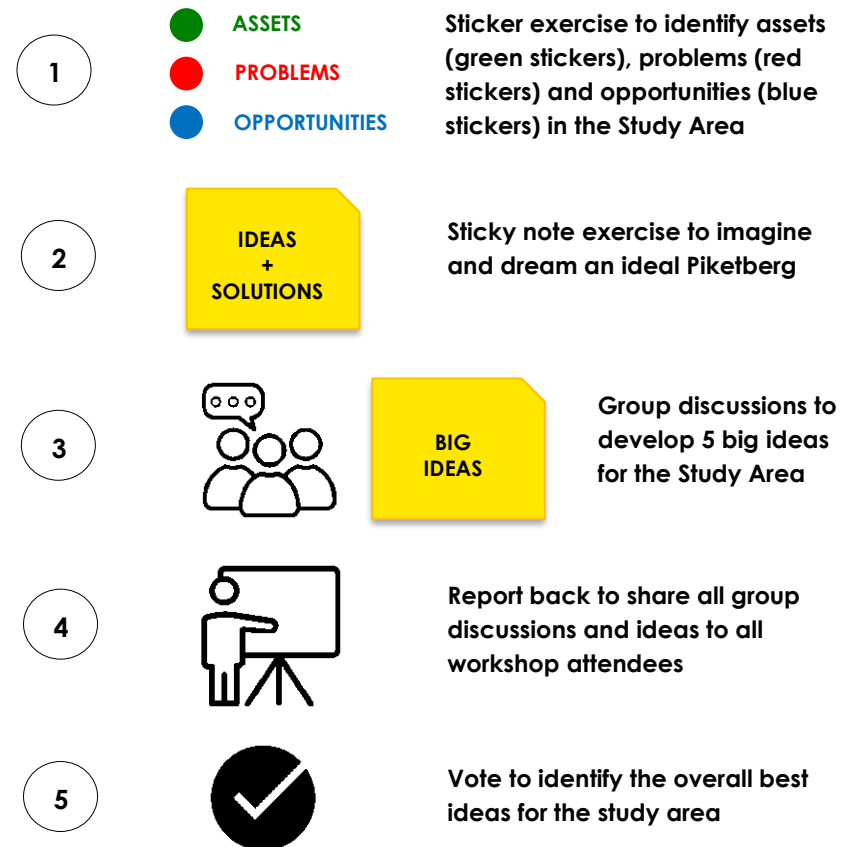 1
ASSETS
PROBLEMS
OPPORTUNITIES
Sticker exercise to identify assets
(green stickers), problems (red
stickers) and opportunities (blue
stickers) in the Study Area
2
IDEAS
+
SOLUTIONS
Sticky note exercise to imagine
and dream an ideal Piketberg
3
BIG
IDEAS
Group discussions to
develop 5 big ideas
for the Study Area
4
Report back to share all group
discussions and ideas to all
workshop attendees
5
Vote to identify the overall best
ideas for the study area